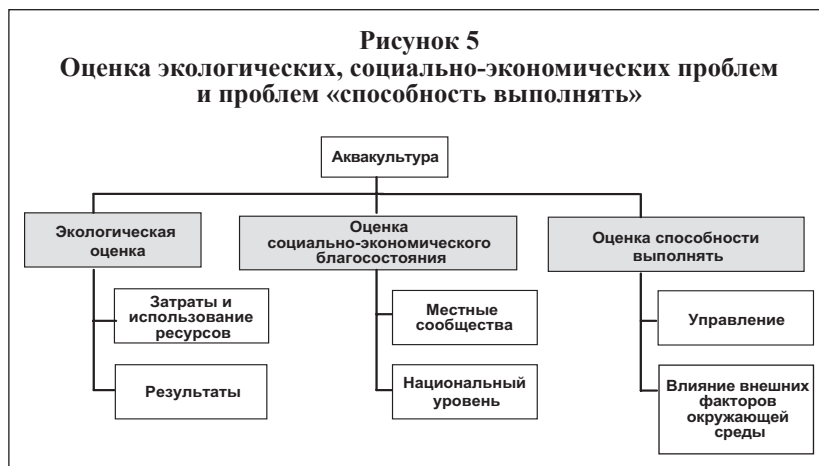 Рисунок 5
Оценка экологических, социально-экономических проблем
и проблем «способность выполнять»
Аквакультура
Экологическая
оценка
Оценка
социально-экономического
благосостояния
Оценка способности
выполнять
Затраты и
использование
ресурсов
Местные
сообщества
Управление
Результаты
Национальный
уровень
Влияние внешних
факторов
окружающей
среды